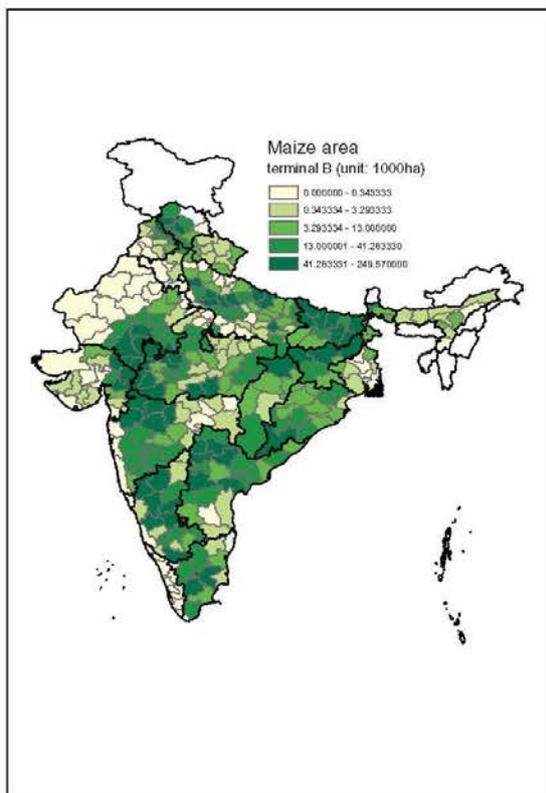 Maize area
terminal B (unit: 1000ha)
0.000000 - 0.343333
0.343334 - 3.293333
3.293334 - 13.000000
13.000001 - 41.263330
41.263331 - 249.570000